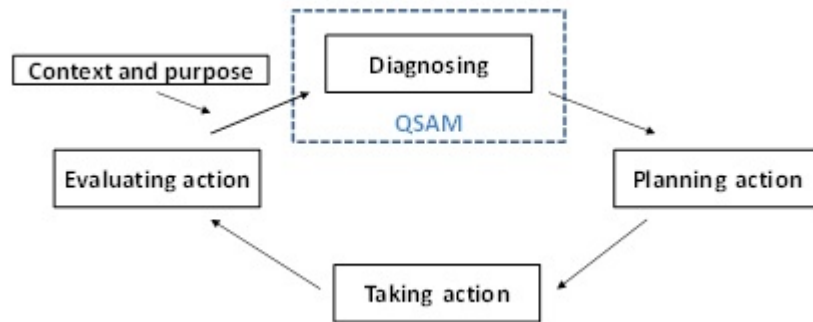 Diagnosing
Context and purpose
QSAM
Evaluating action
Planning action
Taking action